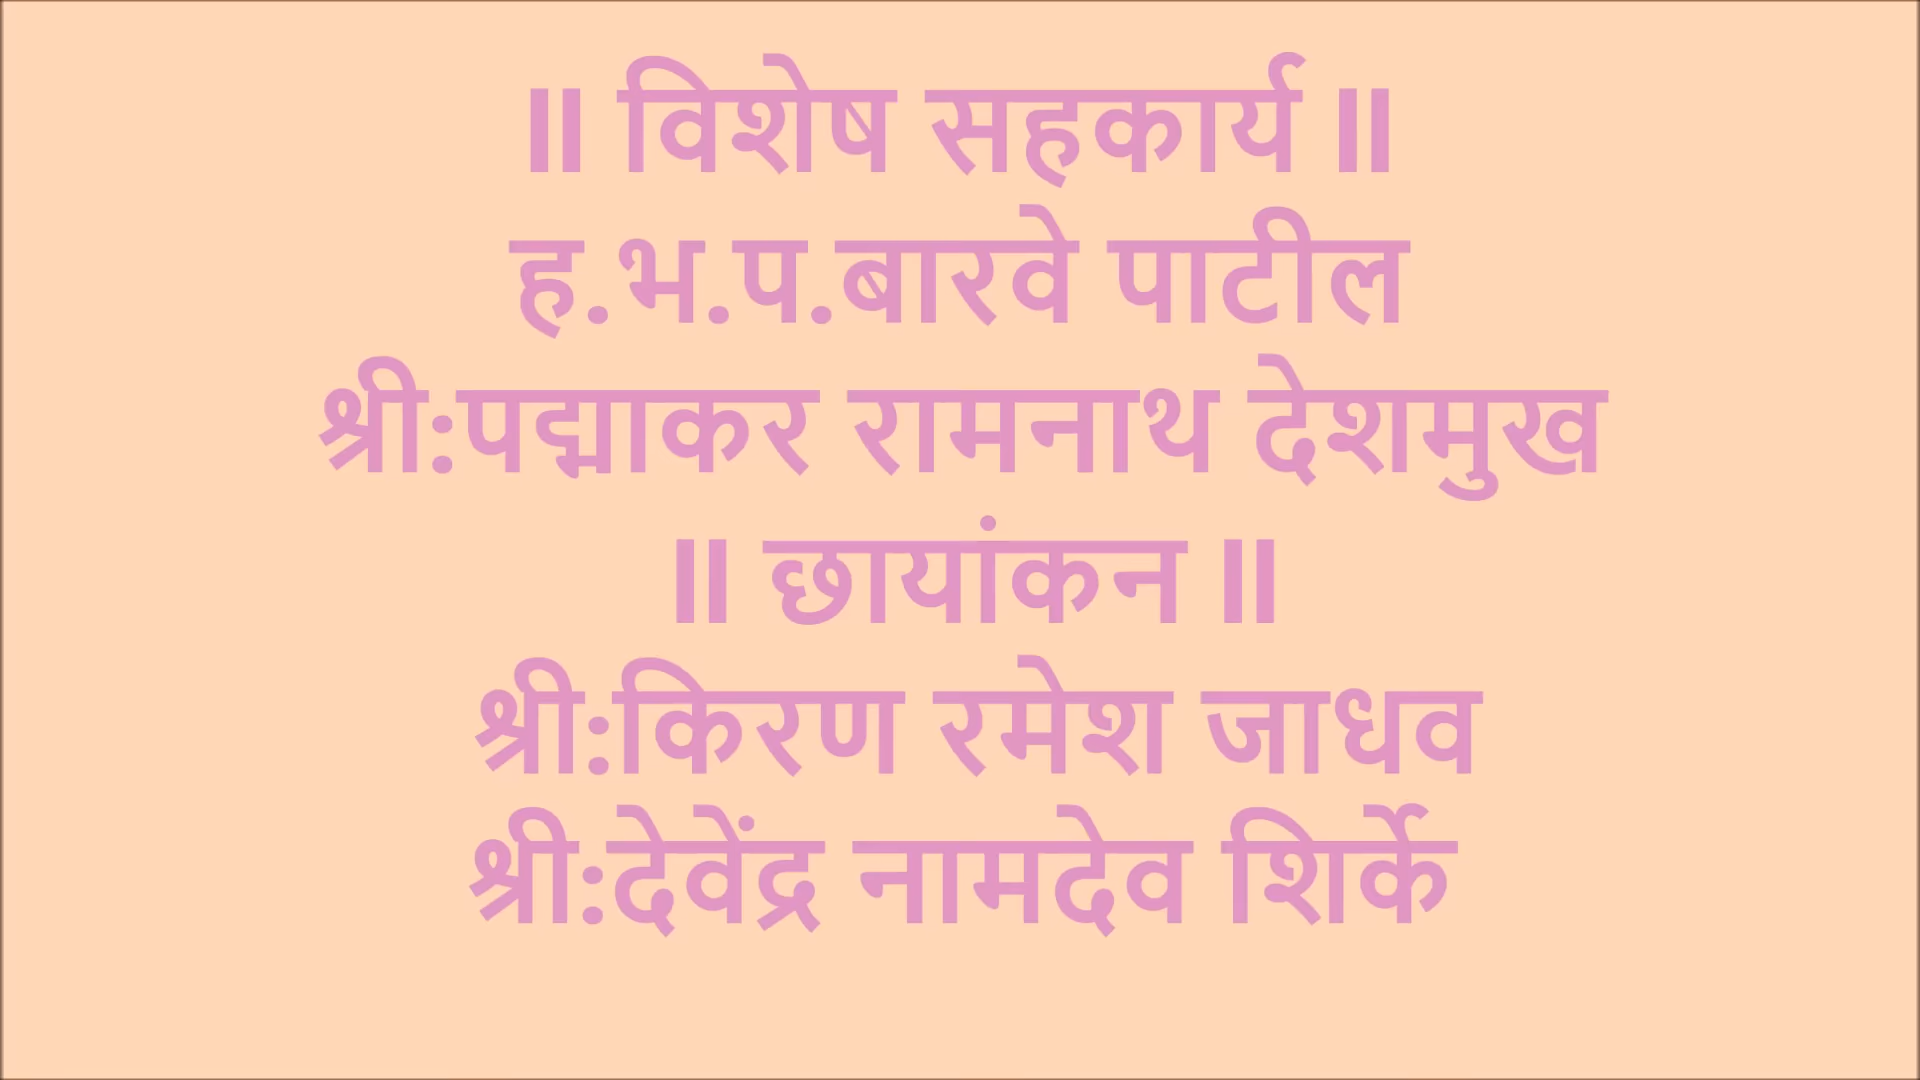 ॥ विशेष सहकार्य ॥
ह.भ.प.बारवे पाटील
श्री:पद्माकर रामनाथ देशमुख
॥ छायांकन ॥
श्री:किरण रमेश जाधव
श्री:देवेंद्र नामदेव शिर्के